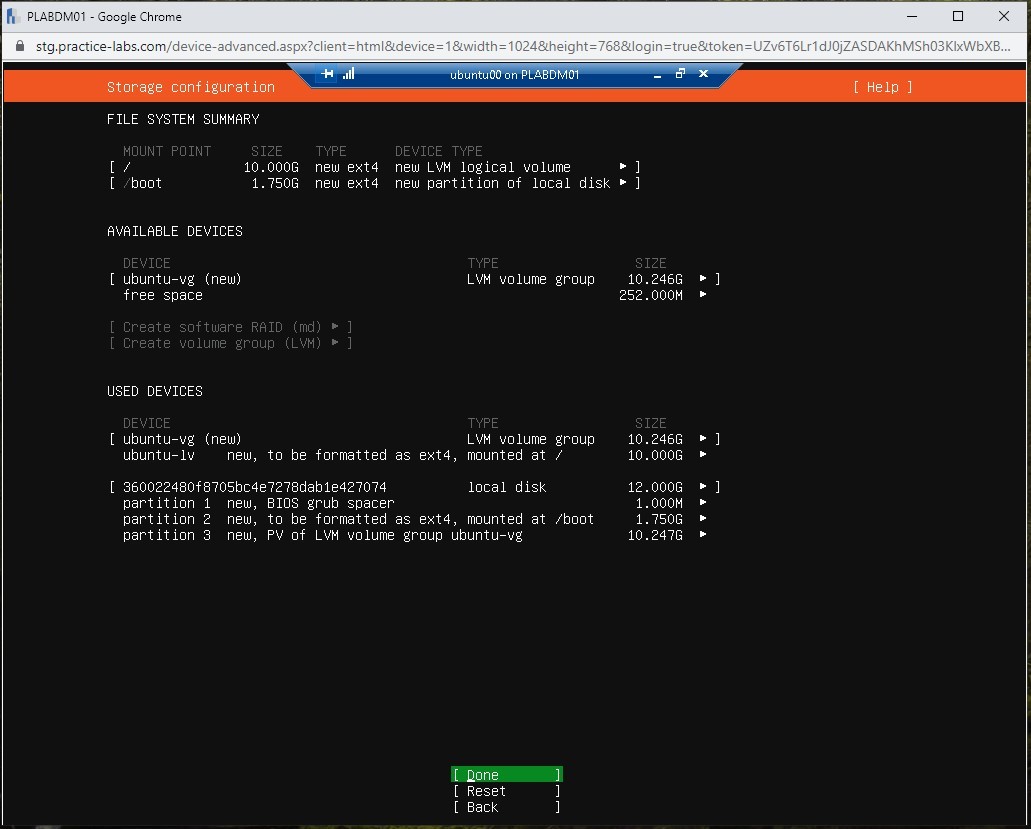 PLABDM01 - Google Chrome
stg.practice-labs.com/device-advanced.aspx?client=html&device=1&width=1024&height=768&login=true&token=UZv6T6Lr1dJ0jZASDAKhMSh03KlxWbXB...
ubuntu00 on PLABDM01
Storage configuration [ Help ]
FILE SYSTEM SUMMARY
MOUNT POINT SIZE TYPE DEVICE TYPE
[ / 10.000G new ext4 new LVM logical volume ▸ ]
[ /boot 1.750G new ext4 new partition of local disk ▸ ]
AVAILABLE DEVICES
DEVICE TYPE SIZE
[ ubuntu-vg (new) LVM volume group 10.246G ▸ ]
free space 252.000M ▸
[ Create software RAID (md) ▸ ]
[ Create volume group (LVM) ▸ ]
USED DEVICES
DEVICE TYPE SIZE
[ ubuntu-vg (new) LVM volume group 10.246G ▸ ]
ubuntu-lv new, to be formatted as ext4, mounted at / 10.000G ▸
[ 360022480f8705bc4e7278dab1e427074 local disk 12.000G ▸ ]
partition 1 new, BIOS grub spacer 1.000M ▸
partition 2 new, to be formatted as ext4, mounted at /boot 1.750G ▸
partition 3 new, PV of LVM volume group ubuntu-vg 10.247G ▸
[ Done ]
[ Reset ]
[ Back ]